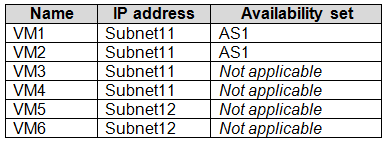 Name IP address Availability set
VM1 Subnet11 AS1
VM2 Subnet11 AS1
VM3 Subnet11 Not applicable
VM4 Subnet11 Not applicable
VM5 Subnet12 Not applicable
VM6 Subnet12 Not applicable